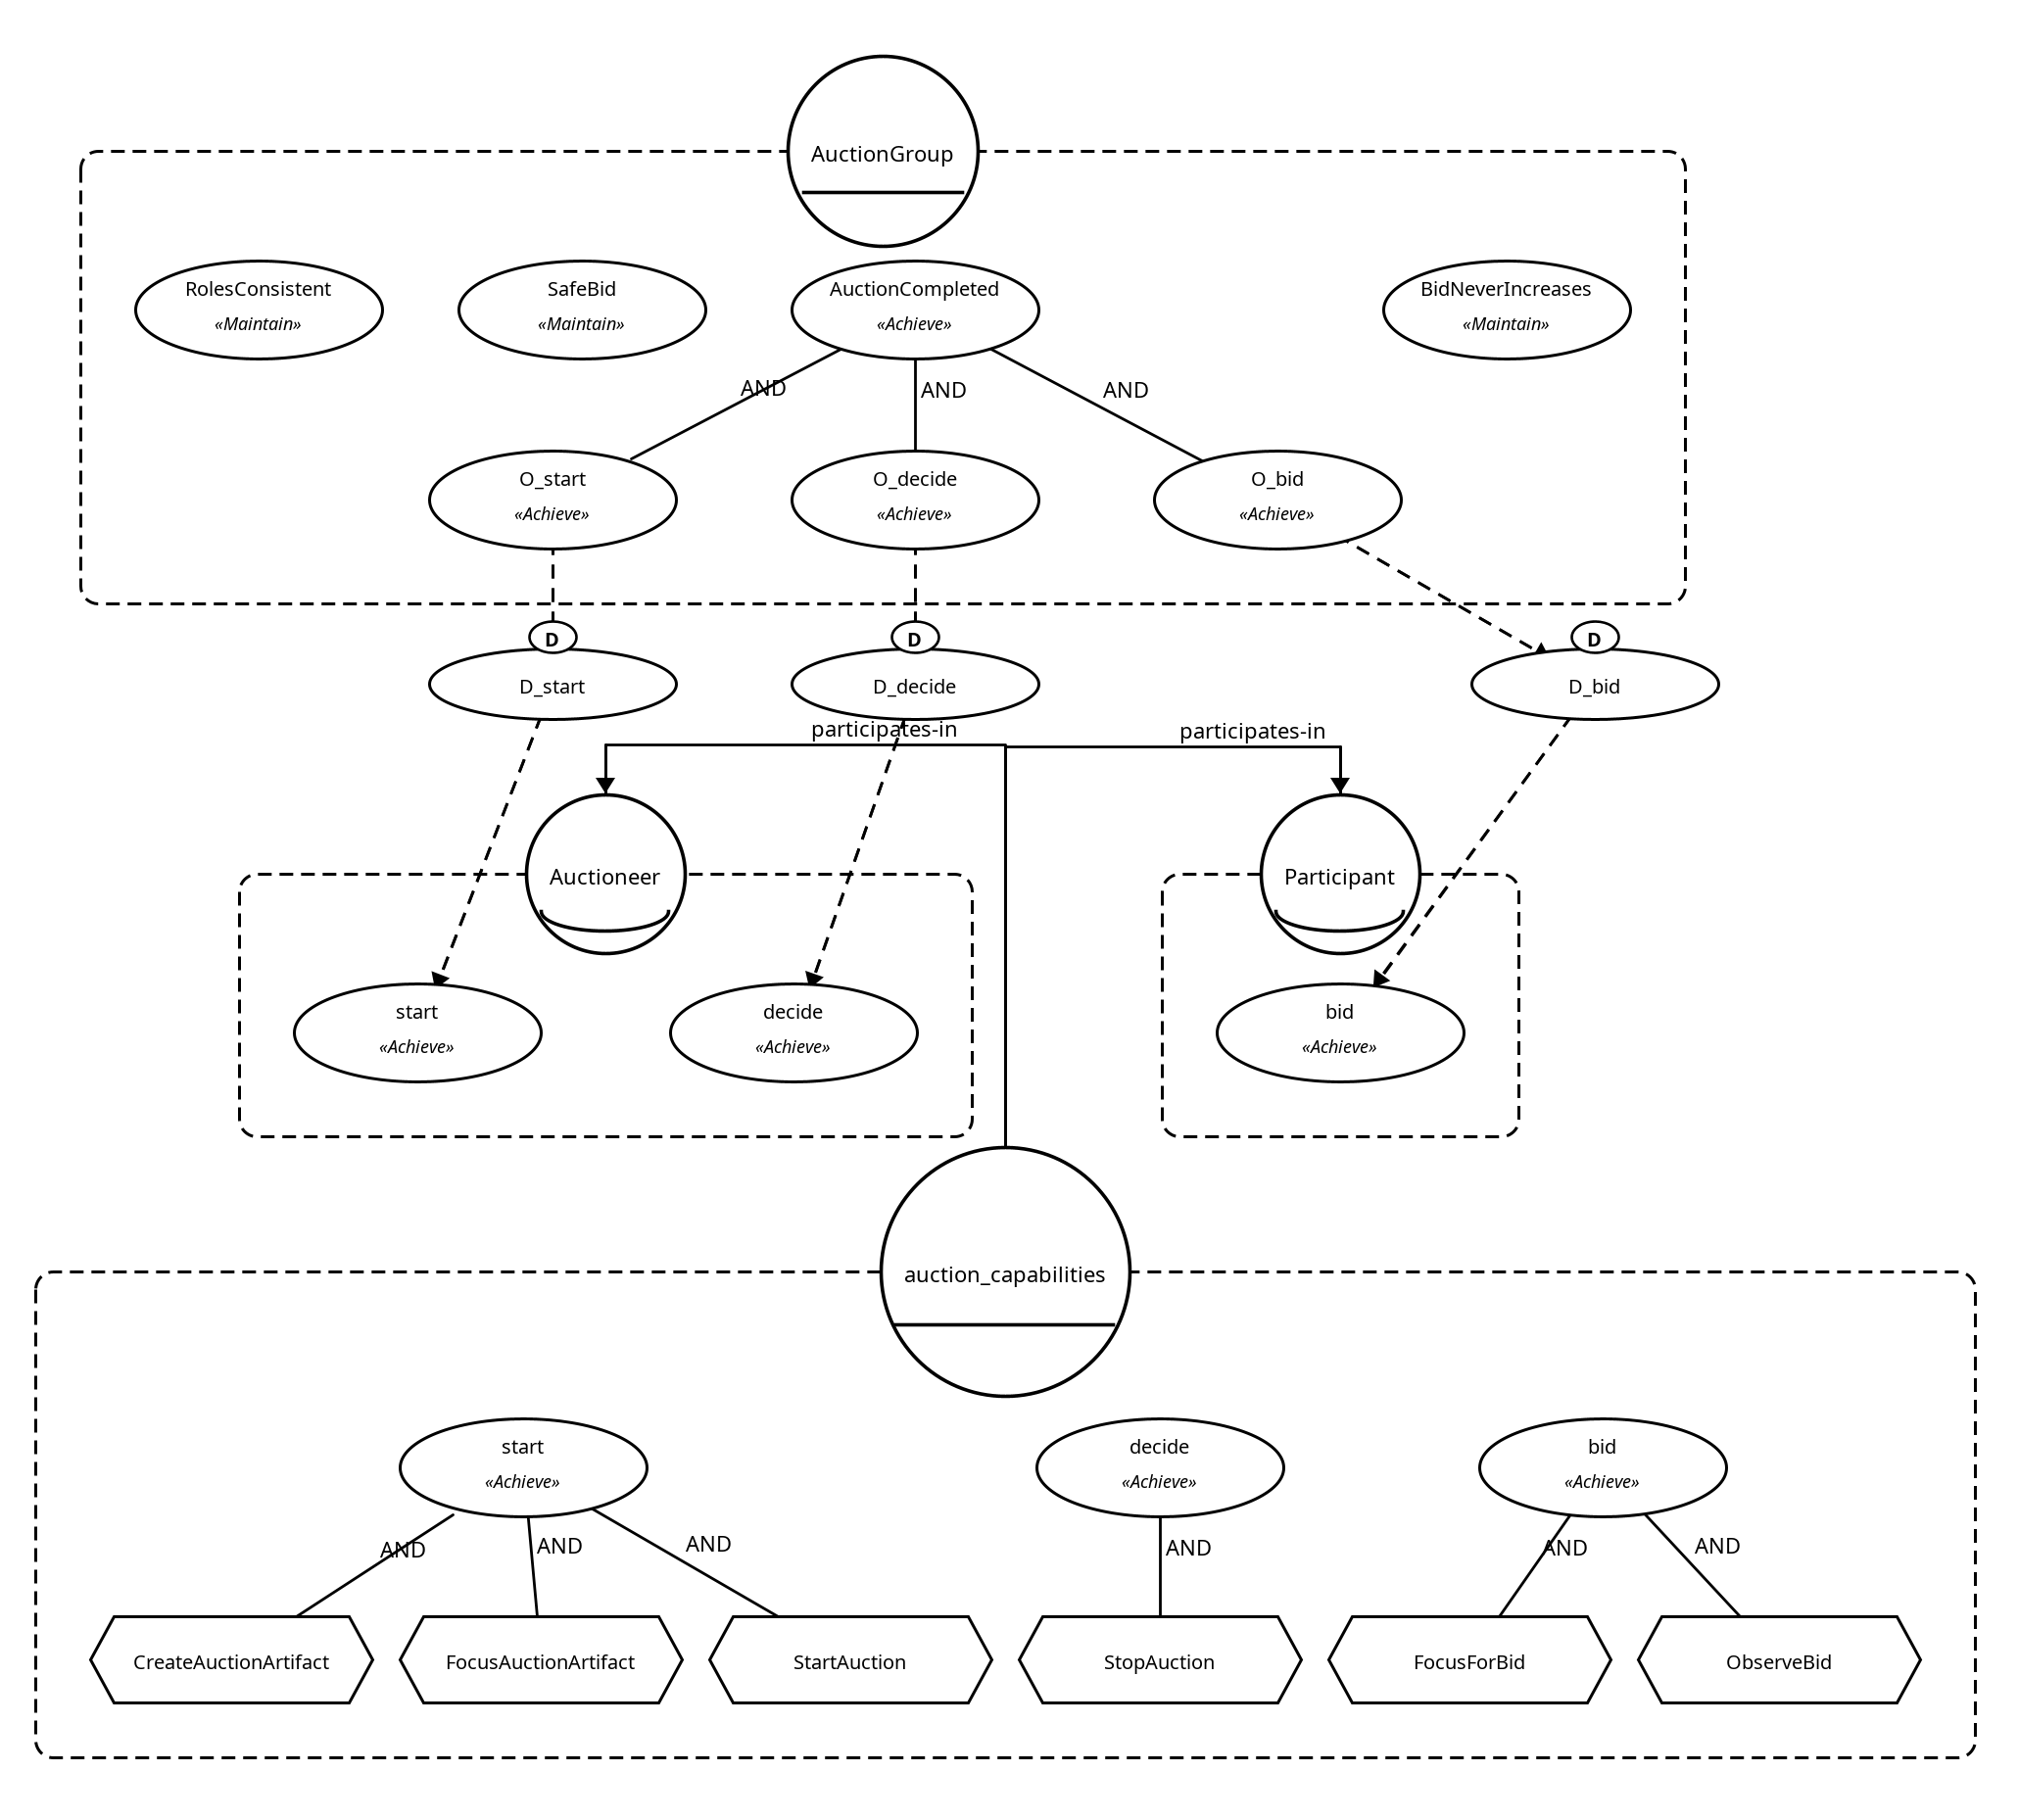 AuctionGroup
RolesConsistent
«Maintain»
SafeBid
«Maintain»
AuctionCompleted
«Achieve»
BidNeverIncreases
«Maintain»
AND
AND
AND
O_start
«Achieve»
O_decide
«Achieve»
O_bid
«Achieve»
D
D
D
D_start
D_decide
D_bid
participates-in
participates-in
Auctioneer
Participant
start
«Achieve»
decide
«Achieve»
bid
«Achieve»
auction_capabilities
start
«Achieve»
decide
«Achieve»
bid
«Achieve»
AND
AND
AND
AND
AND
AND
CreateAuctionArtifact
FocusAuctionArtifact
StartAuction
StopAuction
FocusForBid
ObserveBid